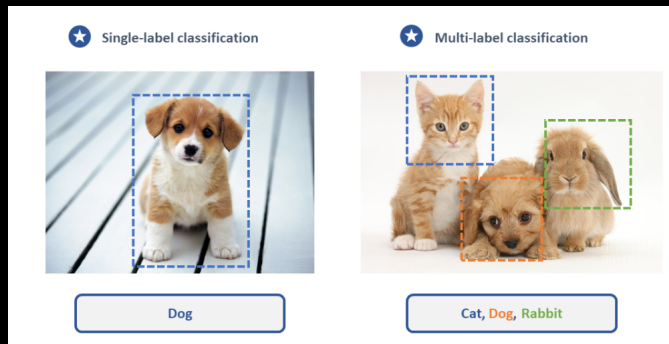 Single-label classification
Multi-label classification
Dog
Cat, Dog, Rabbit